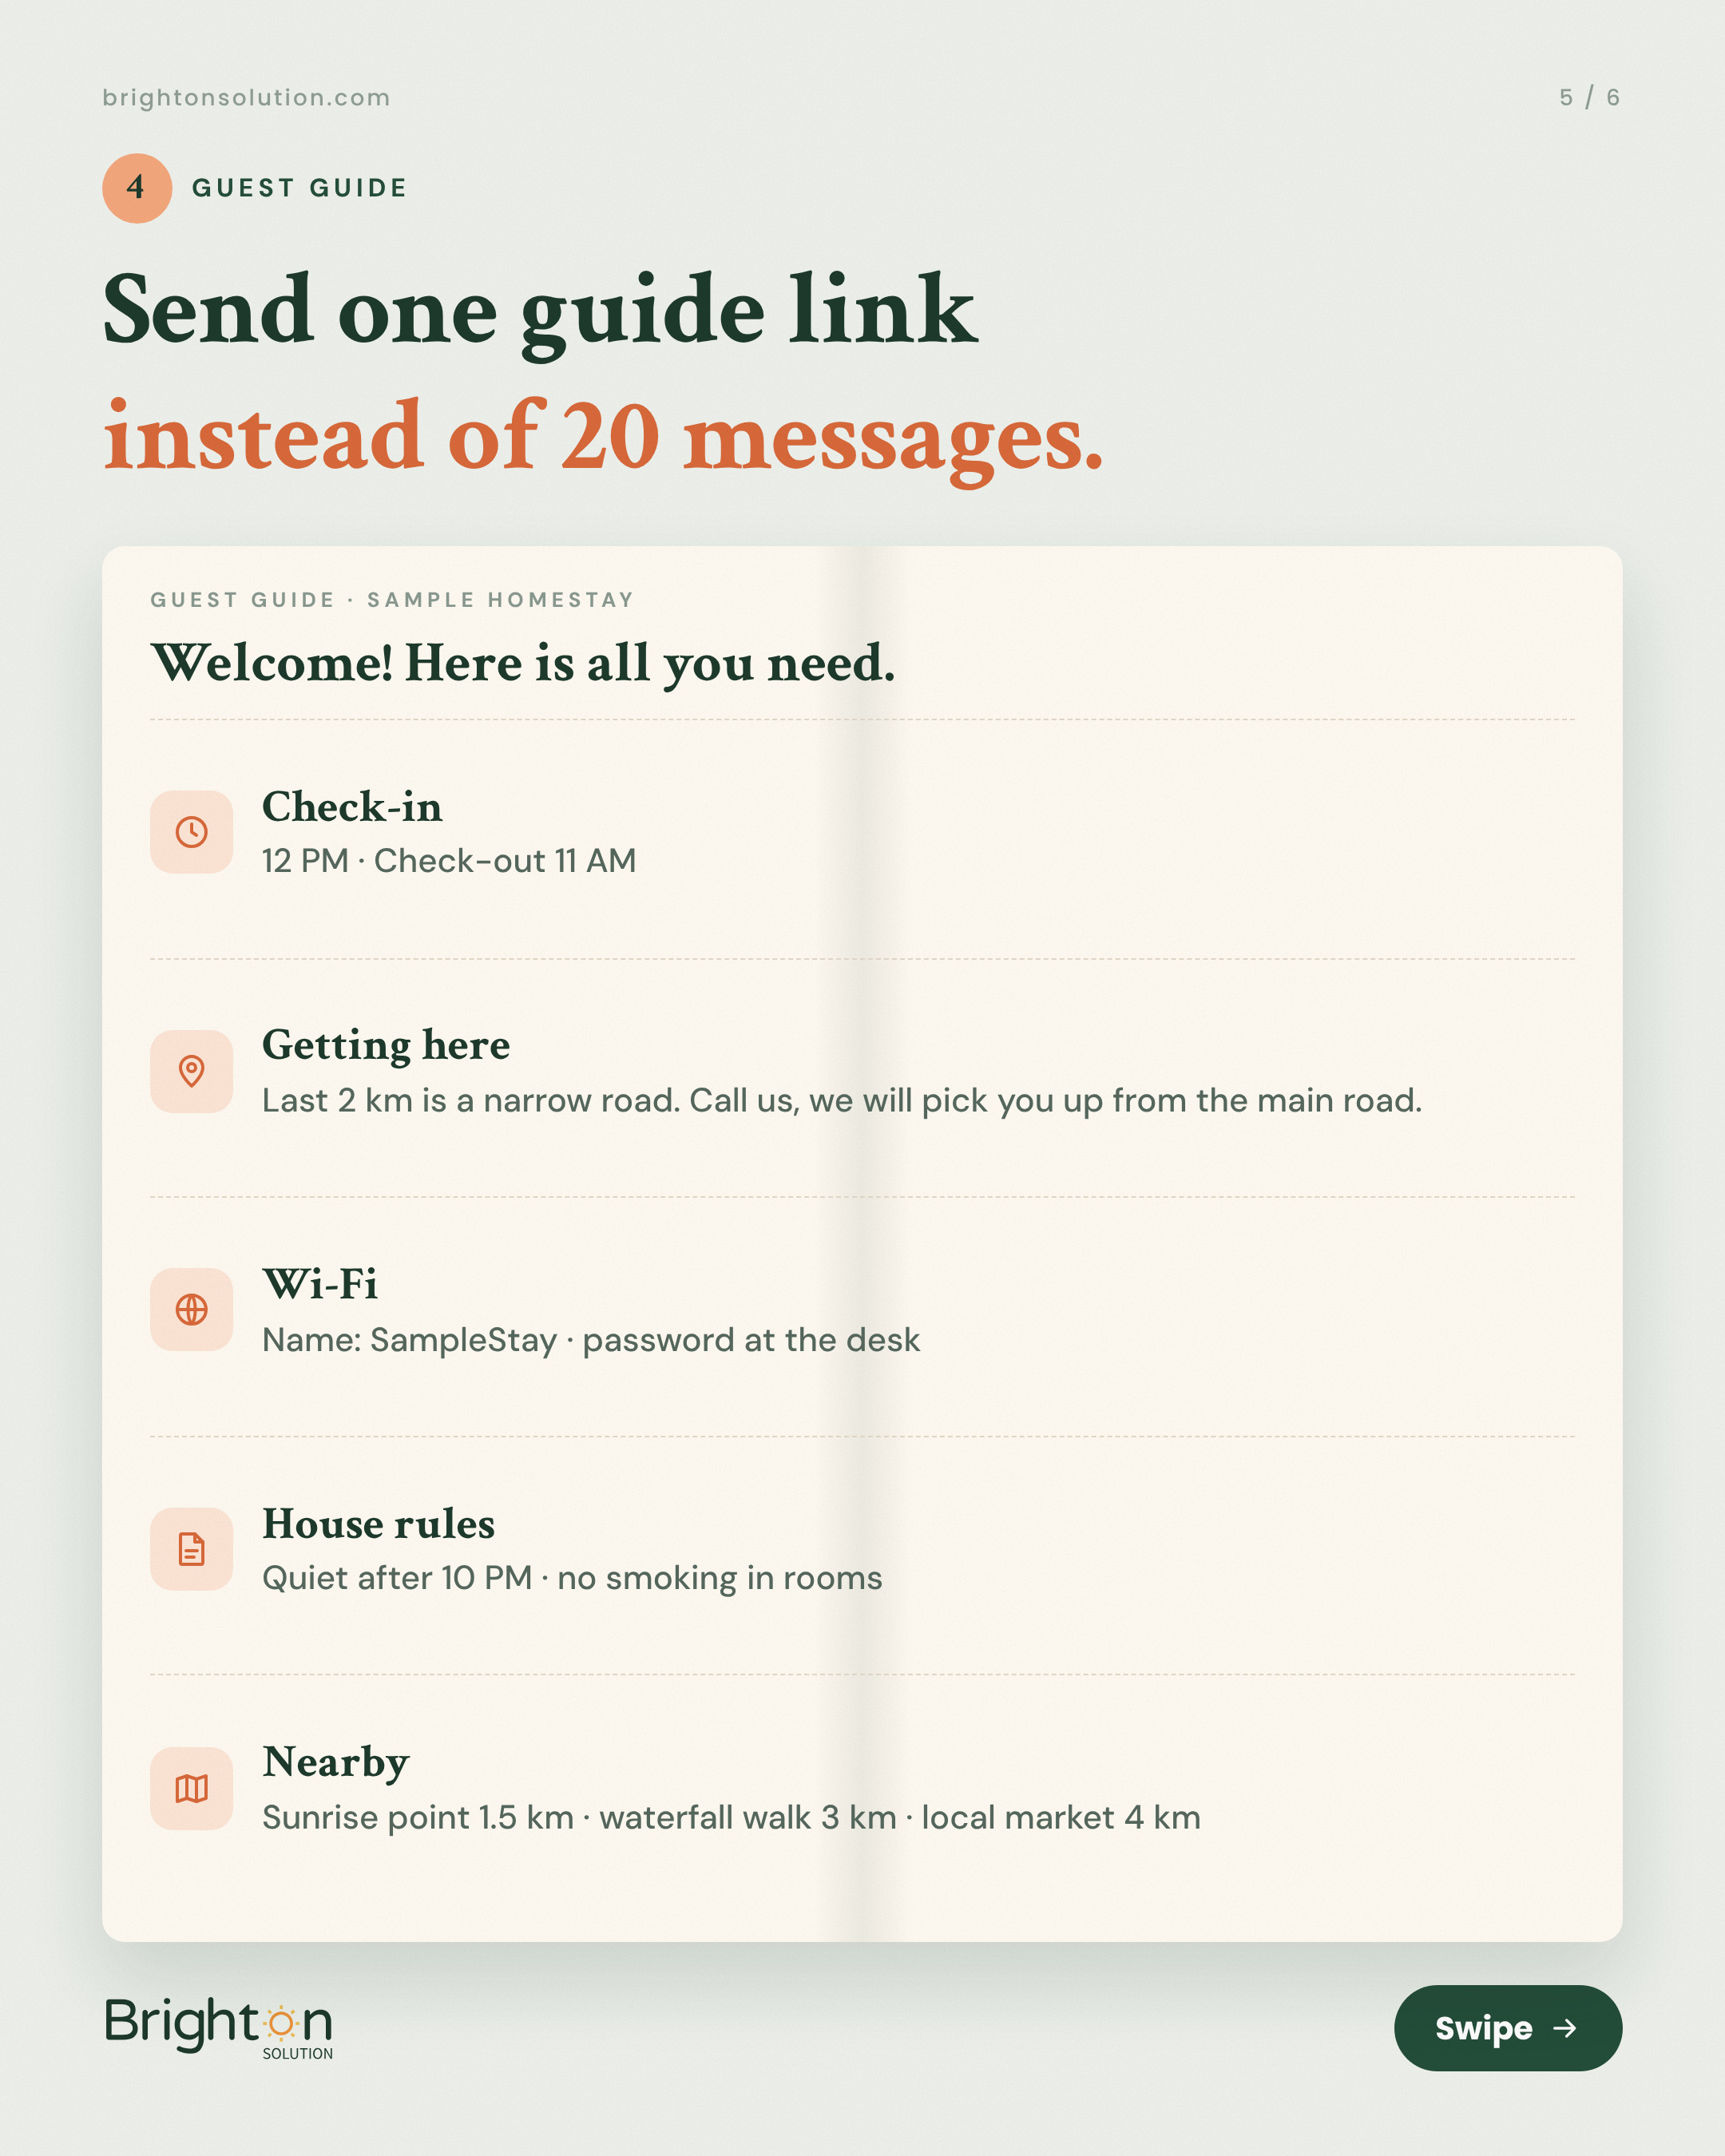 brightonsolution.com
5 / 6
4 GUEST GUIDE
Send one guide link
instead of 20 messages.
GUEST GUIDE · SAMPLE HOMESTAY
Welcome! Here is all you need.
Check-in
12 PM · Check-out 11 AM
Getting here
Last 2 km is a narrow road. Call us, we will pick you up from the main road.
Wi-Fi
Name: SampleStay · password at the desk
House rules
Quiet after 10 PM · no smoking in rooms
Nearby
Sunrise point 1.5 km · waterfall walk 3 km · local market 4 km
Brighton
SOLUTION
Swipe →